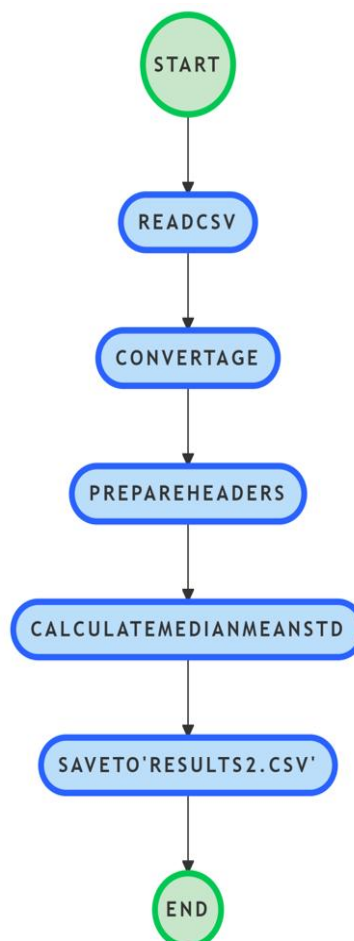 START
READCSV
CONVERTAGE
PREPAREHEADERS
CALCULATEMEDIANMEANSTD
SAVETO'RESULTS2.CSV'
END